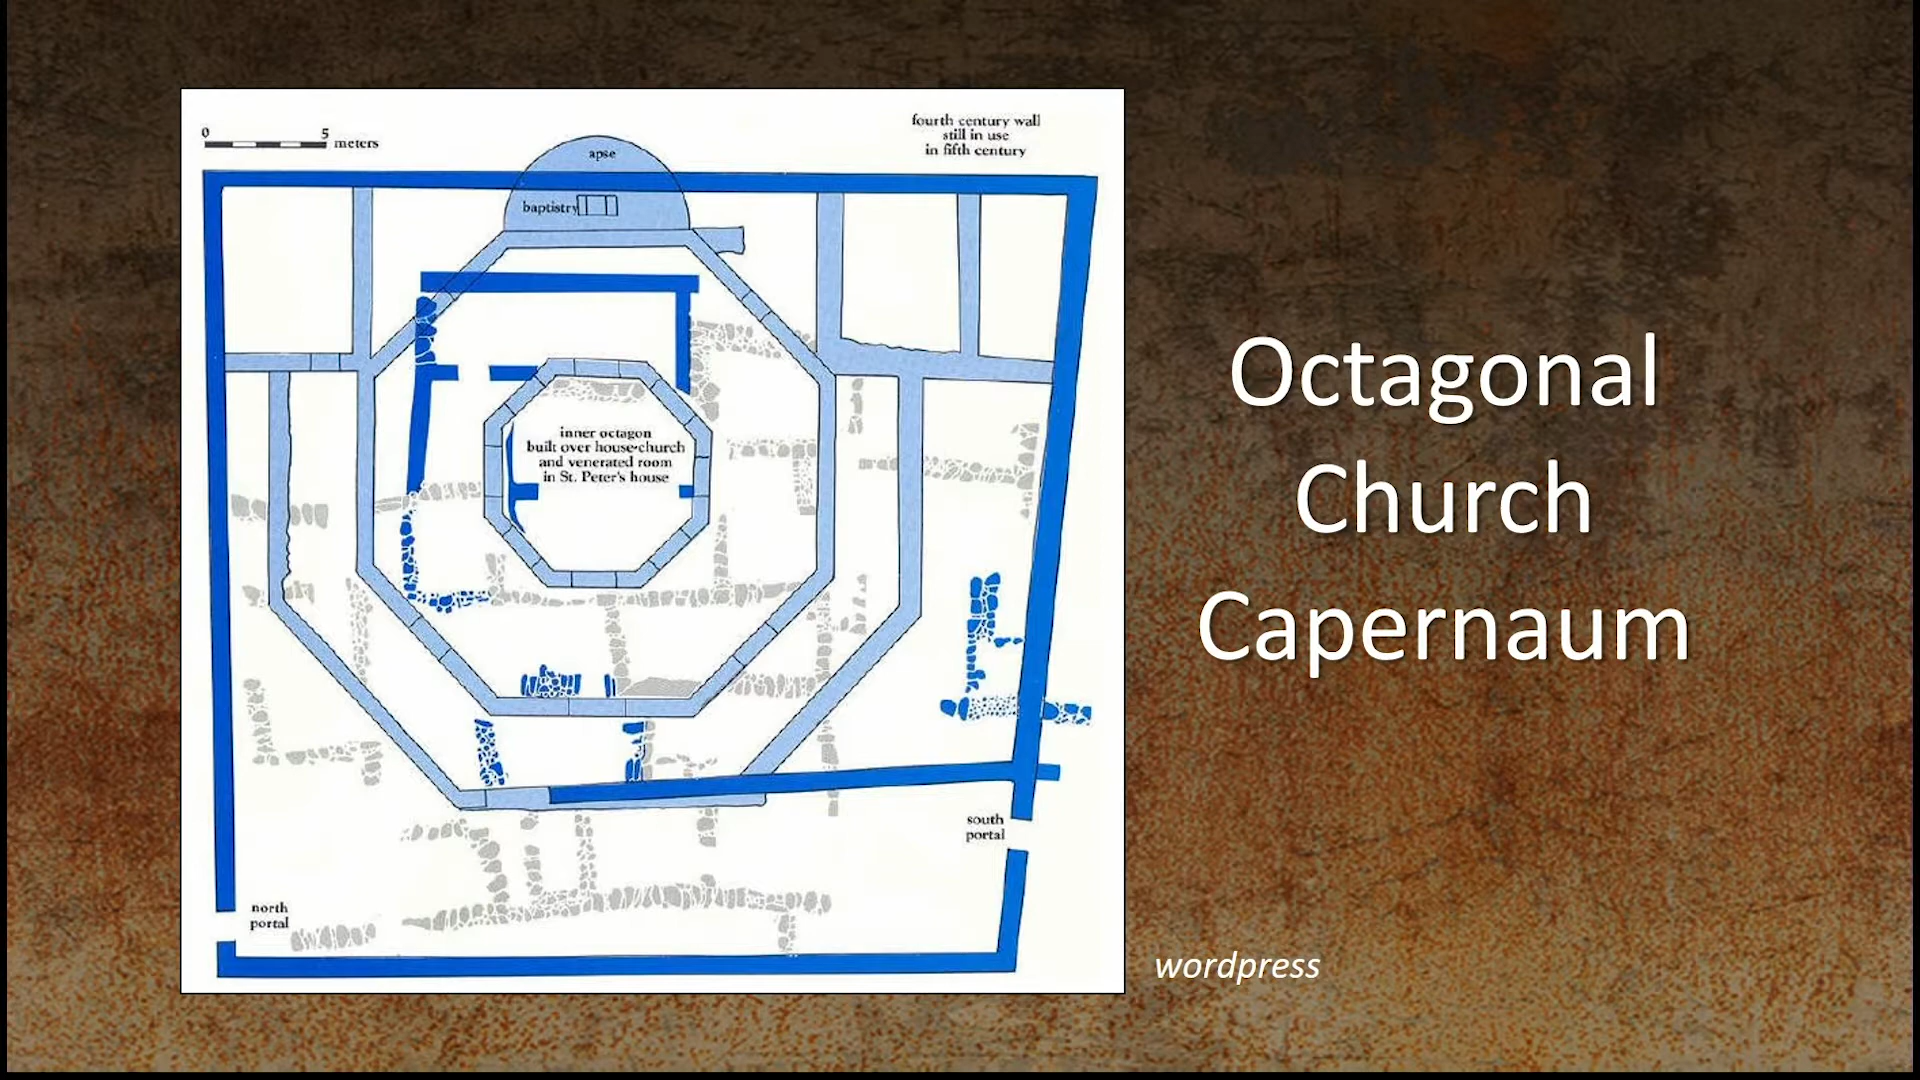 0 5 meters
fourth century wall
still in use
in fifth century
apse
baptistry
inner octagon
built over house-church
and venerated room
in St. Peter's house
south
portal
north
portal
Octagonal
Church
Capernaum
wordpress